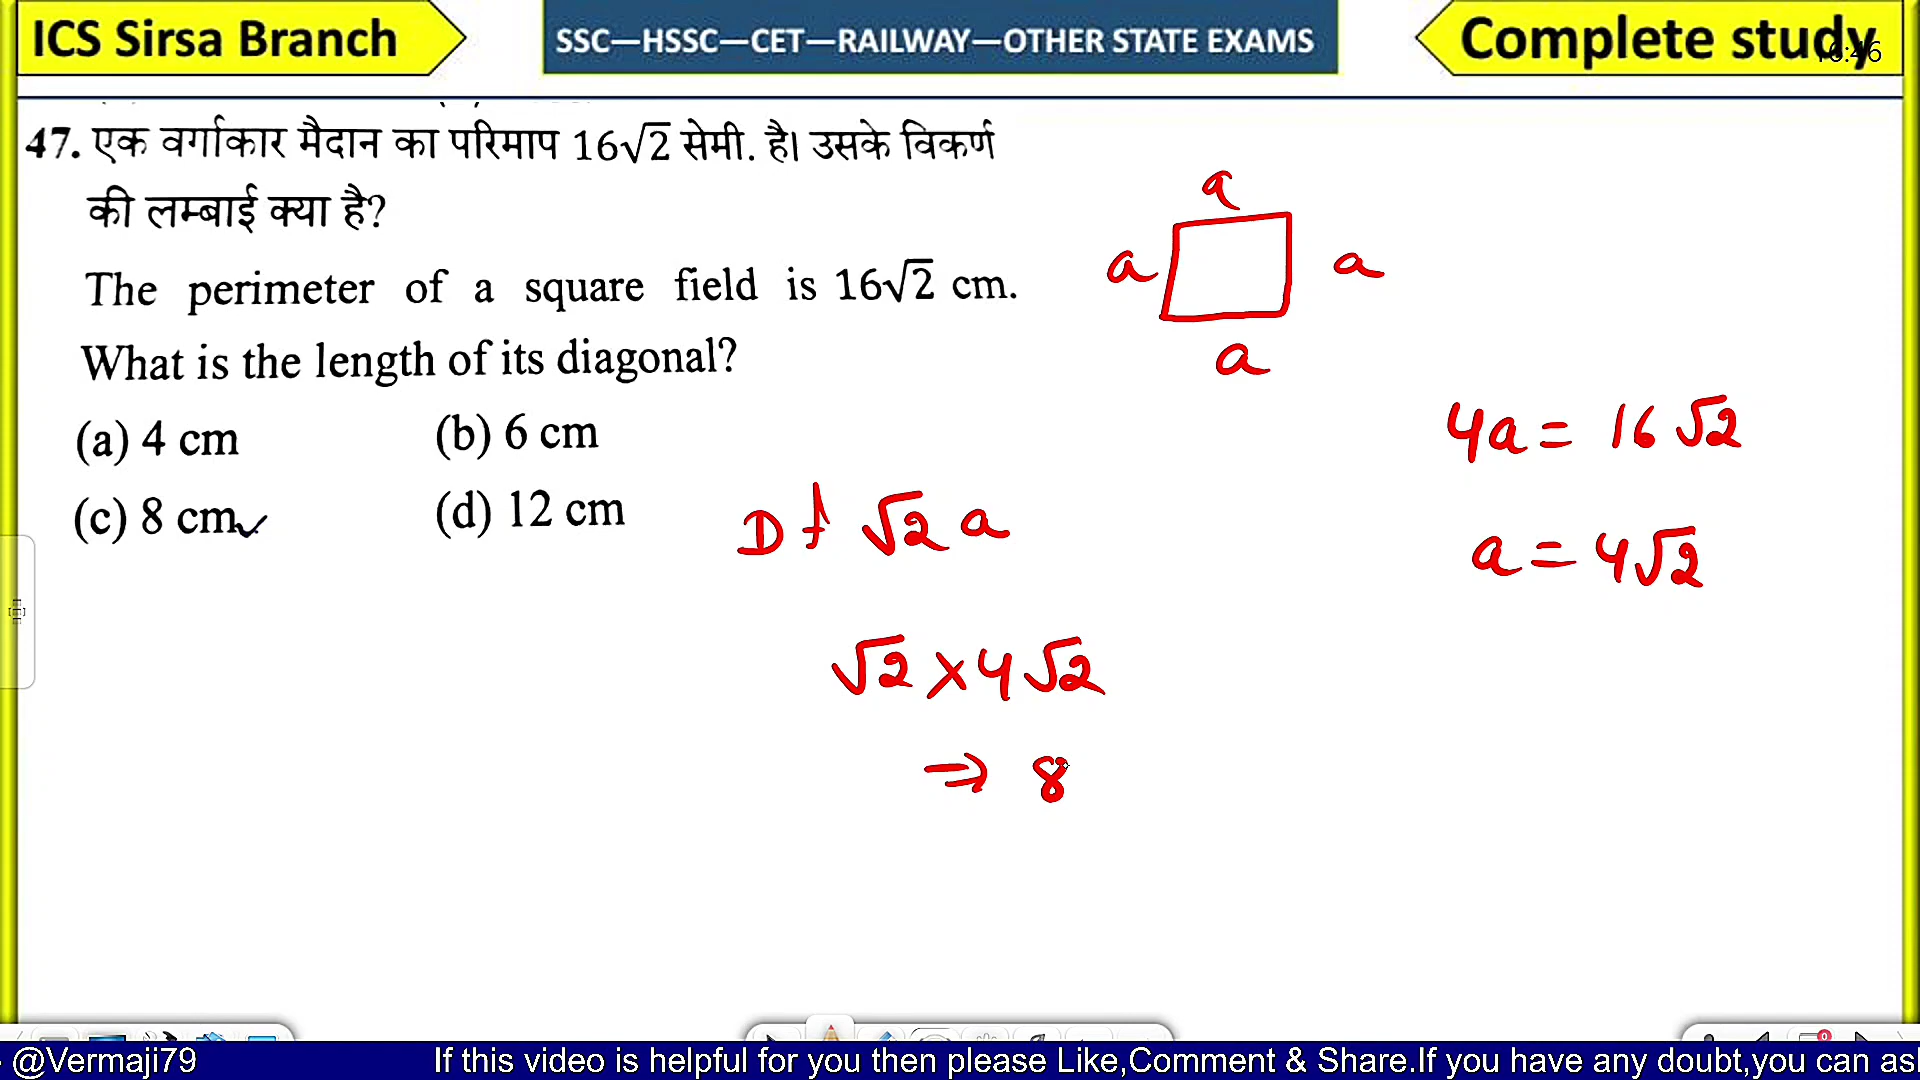 ICS Sirsa Branch
SSC—HSSC—CET—RAILWAY—OTHER STATE EXAMS
Complete study
47. एक वर्गाकार मैदान का परिमाप 16√2 सेमी. है। उसके विकर्ण
की लम्बाई क्या है?
The perimeter of a square field is 16√2 cm.
What is the length of its diagonal?
(a) 4 cm (b) 6 cm
(c) 8 cm (d) 12 cm
a
a a
a
4a = 16√2
a = 4√2
D √2 a
√2 × 4√2
⇒ 8
@Vermaji79 If this video is helpful for you then please Like,Comment & Share.If you have any doubt,you can as